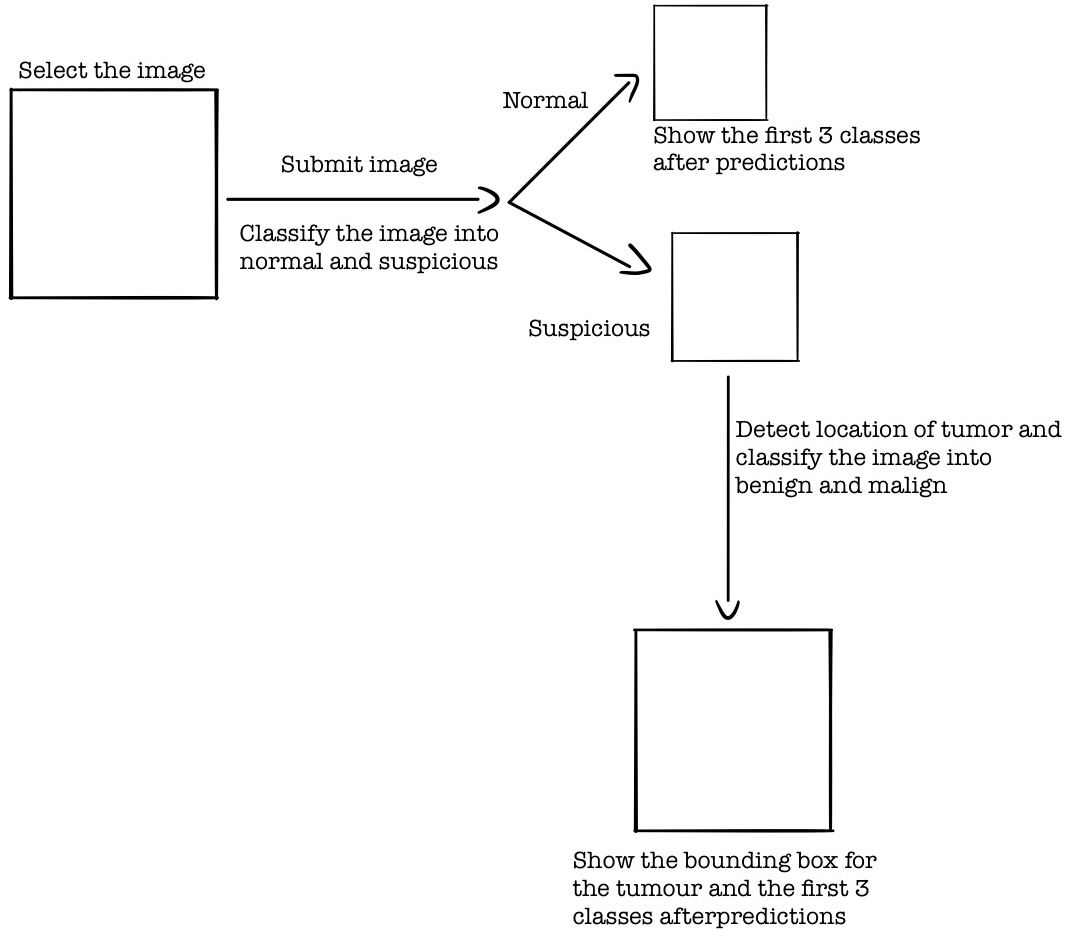 Select the image
Submit image
Classify the image into
normal and suspicious
Normal
Show the first 3 classes
after predictions
Suspicious
Detect location of tumor and
classify the image into
benign and malign
Show the bounding box for
the tumour and the first 3
classes afterpredictions